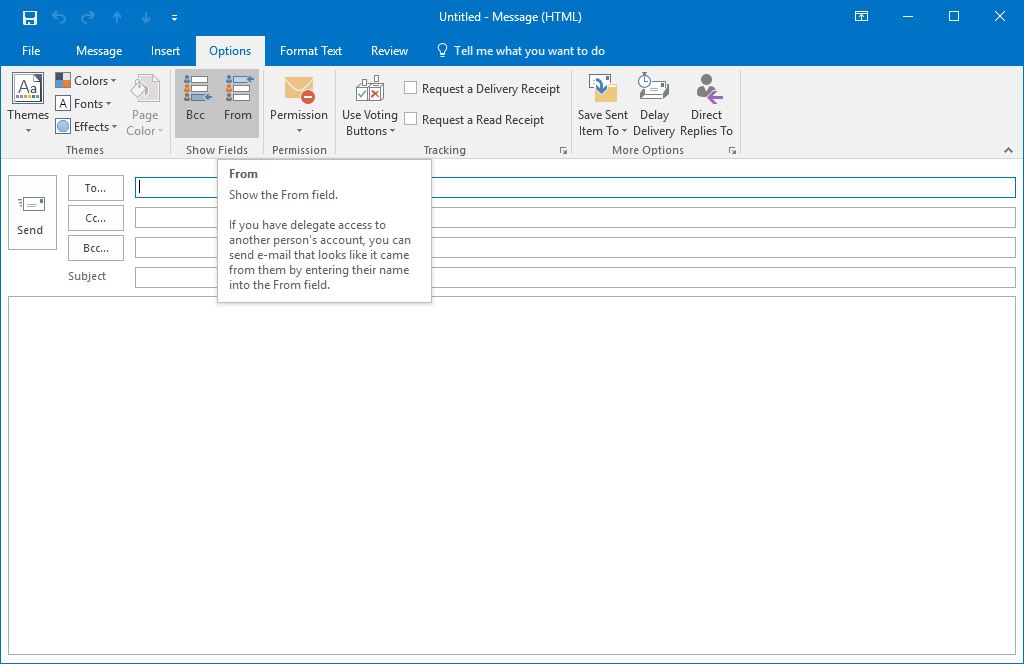 Untitled - Message (HTML)
File Message Insert Options Format Text Review Tell me what you want to do
Aa
Themes
Colors
A Fonts
Effects
Page
Color
Themes
Bcc
From
Show Fields
Permission
Permission
Use Voting
Buttons
Request a Delivery Receipt
Request a Read Receipt
Tracking
Save Sent
Item To
Delay
Delivery
Direct
Replies To
More Options
From
Show the From field.
If you have delegate access to
another person's account, you can
send e-mail that looks like it came
from them by entering their name
into the From field.
Send
To...
Cc...
Bcc...
Subject